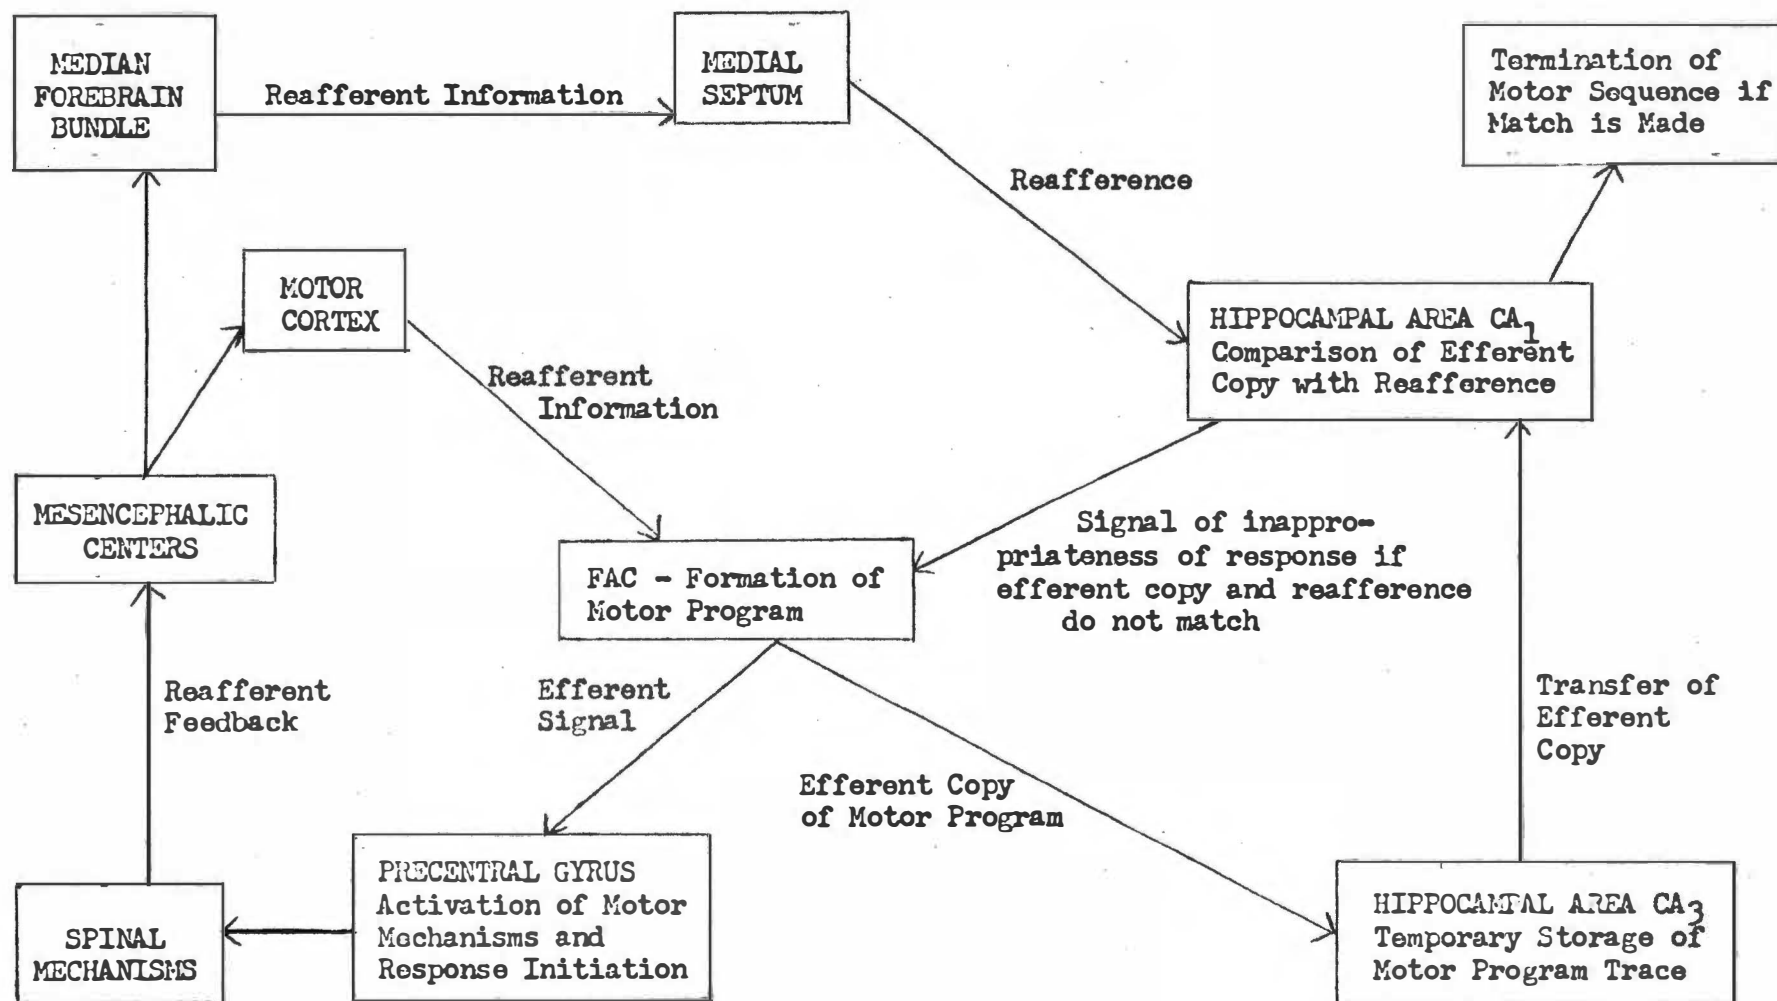 MEDIAN
FOREBRAIN
BUNDLE
Reafferent Information
MEDIAL
SEPTUM
Termination of
Motor Sequence if
Match is Made
Reafference
MOTOR
CORTEX
HIPPOCAMPAL AREA CA1
Comparison of Efferent
Copy with Reafference
Reafferent
Information
MESENCEPHALIC
CENTERS
FAC - Formation of
Motor Program
Signal of inappro-
priateness of response if
efferent copy and reafference
do not match
Reafferent
Feedback
Efferent
Signal
Transfer of
Efferent
Copy
Efferent Copy
of Motor Program
SPINAL
MECHANISMS
PRECENTRAL GYRUS
Activation of Motor
Mechanisms and
Response Initiation
HIPPOCAMPAL AREA CA3
Temporary Storage of
Motor Program Trace